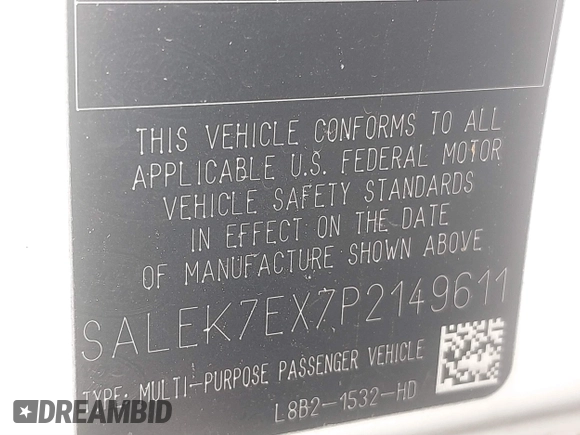 THIS VEHICLE CONFORMS TO ALL
APPLICABLE U.S. FEDERAL MOTOR
VEHICLE SAFETY STANDARDS
IN EFFECT ON THE DATE
OF MANUFACTURE SHOWN ABOVE
SALEK7EX7P2149611
TYPE: MULTI-PURPOSE PASSENGER VEHICLE
L8B2-1532-HD
DREAMBID